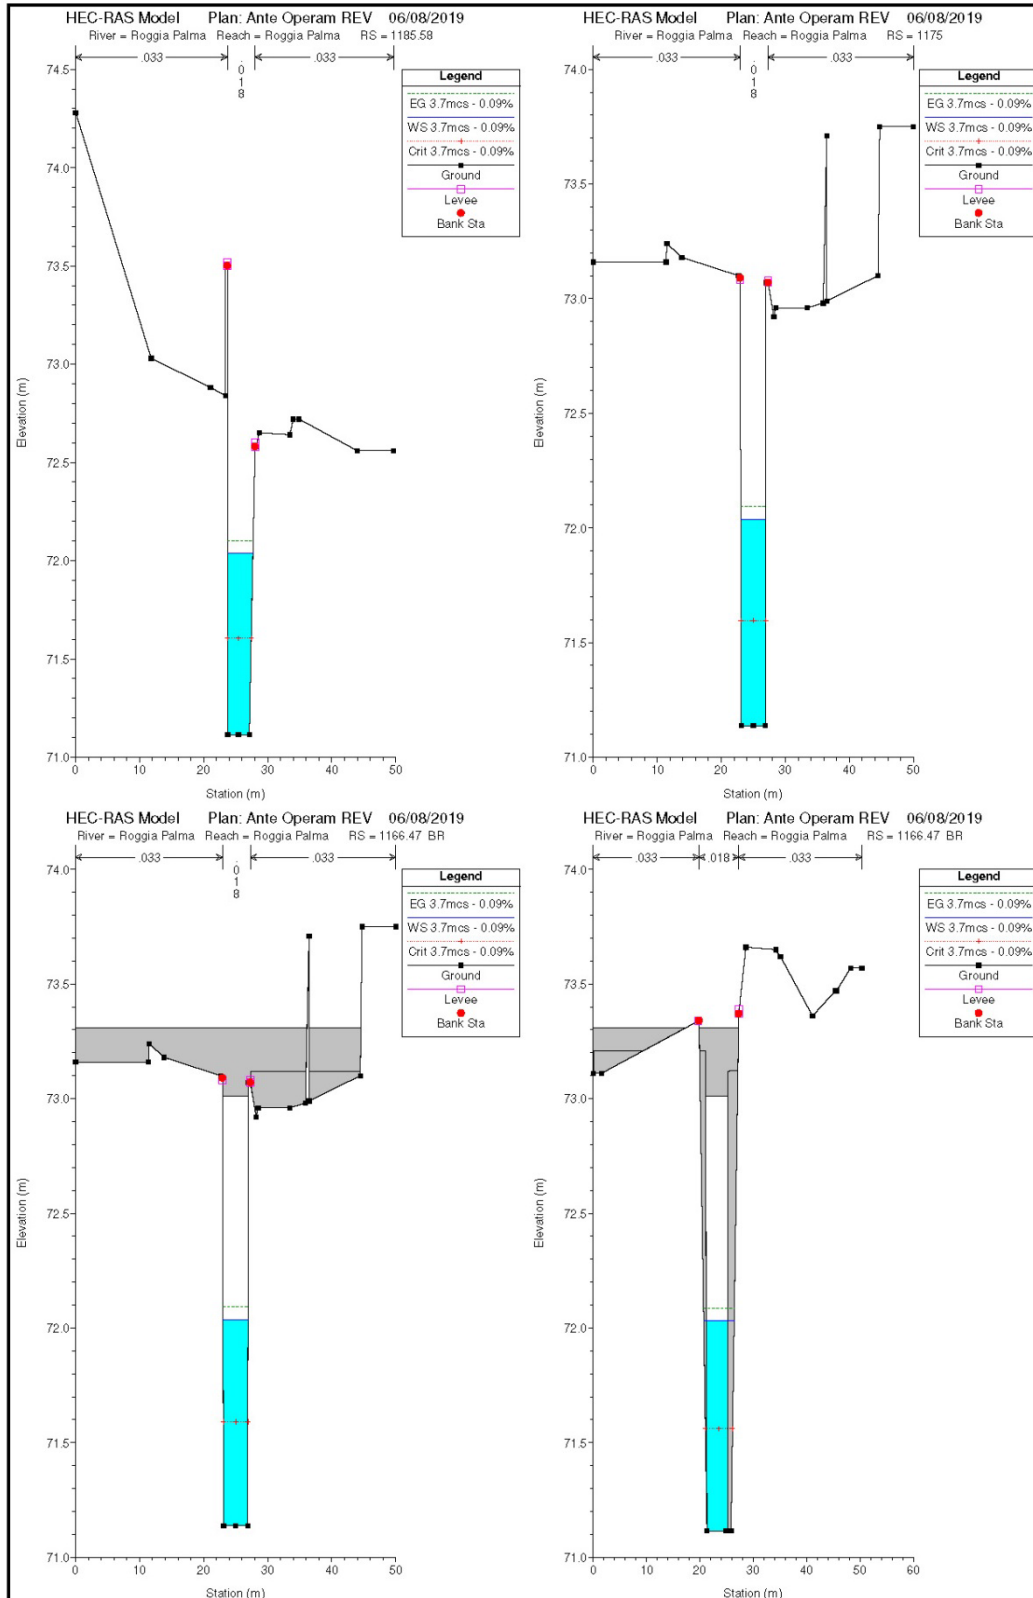 HEC-RAS Model Plan: Ante Operam REV 06/08/2019
River = Roggia Palma Reach = Roggia Palma RS = 1185.58
.033 .018 .033
Legend
EG 3.7mcs - 0.09%
WS 3.7mcs - 0.09%
Crit 3.7mcs - 0.09%
Ground
Levee
Bank Sta
74.5
74.0
73.5
73.0
72.5
72.0
71.5
71.0
Elevation (m)
0 10 20 30 40 50
Station (m)
HEC-RAS Model Plan: Ante Operam REV 06/08/2019
River = Roggia Palma Reach = Roggia Palma RS = 1175
.033 .018 .033
Legend
EG 3.7mcs - 0.09%
WS 3.7mcs - 0.09%
Crit 3.7mcs - 0.09%
Ground
Levee
Bank Sta
74.0
73.5
73.0
72.5
72.0
71.5
71.0
Elevation (m)
0 10 20 30 40 50
Station (m)
HEC-RAS Model Plan: Ante Operam REV 06/08/2019
River = Roggia Palma Reach = Roggia Palma RS = 1166.47 BR
.033 .018 .033
Legend
EG 3.7mcs - 0.09%
WS 3.7mcs - 0.09%
Crit 3.7mcs - 0.09%
Ground
Levee
Bank Sta
74.0
73.5
73.0
72.5
72.0
71.5
71.0
Elevation (m)
0 10 20 30 40 50
Station (m)
HEC-RAS Model Plan: Ante Operam REV 06/08/2019
River = Roggia Palma Reach = Roggia Palma RS = 1166.47 BR
.033 .018 .033
Legend
EG 3.7mcs - 0.09%
WS 3.7mcs - 0.09%
Crit 3.7mcs - 0.09%
Ground
Levee
Bank Sta
74.0
73.5
73.0
72.5
72.0
71.5
71.0
Elevation (m)
0 10 20 30 40 50 60
Station (m)